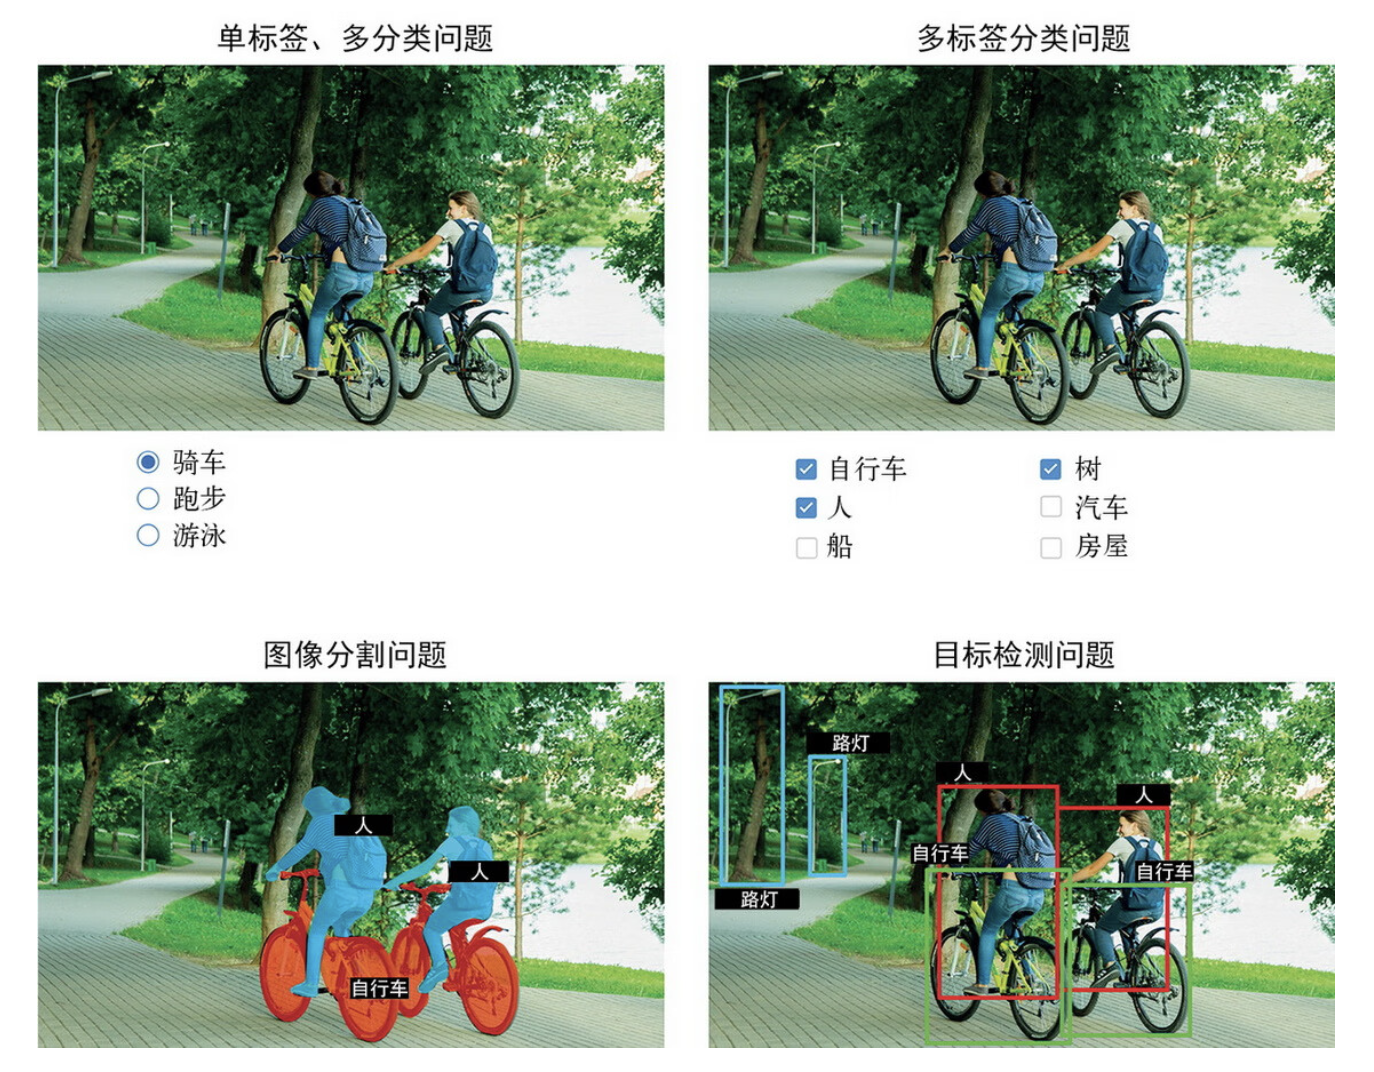 单标签、多分类问题
多标签分类问题
骑车
跑步
游泳
自行车
树
人
汽车
船
房屋
图像分割问题
目标检测问题
人
人
自行车
路灯
人
人
自行车
自行车
路灯